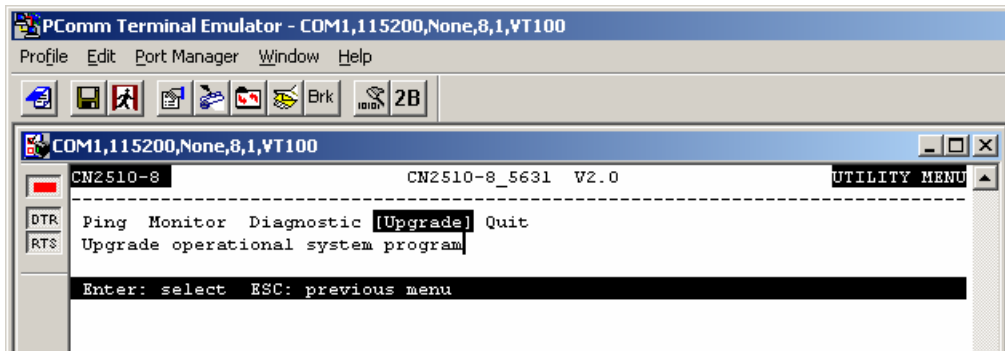 PComm Terminal Emulator - COM1,115200,None,8,1,VT100
Profile Edit Port Manager Window Help
Brk 2B
COM1,115200,None,8,1,VT100
CN2510-8 CN2510-8_5631 V2.0 UTILITY MENU
--------------------------------------------------------------------------------
DTR Ping Monitor Diagnostic [Upgrade] Quit
RTS Upgrade operational system program
Enter: select ESC: previous menu